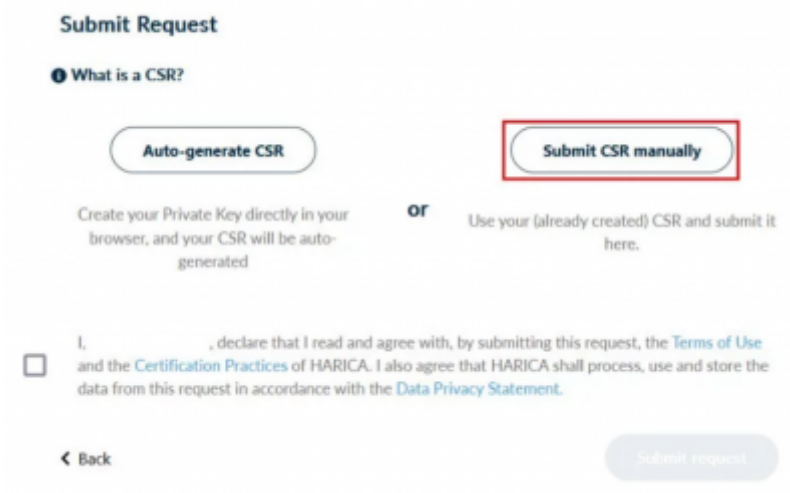 Submit Request
What is a CSR?
Auto-generate CSR
Submit CSR manually
Create your Private Key directly in your
browser, and your CSR will be auto-
generated
or
Use your (already created) CSR and submit it
here.
I, , declare that I read and agree with, by submitting this request, the Terms of Use
and the Certification Practices of HARICA. I also agree that HARICA shall process, use and store the
data from this request in accordance with the Data Privacy Statement.
Back
Submit request